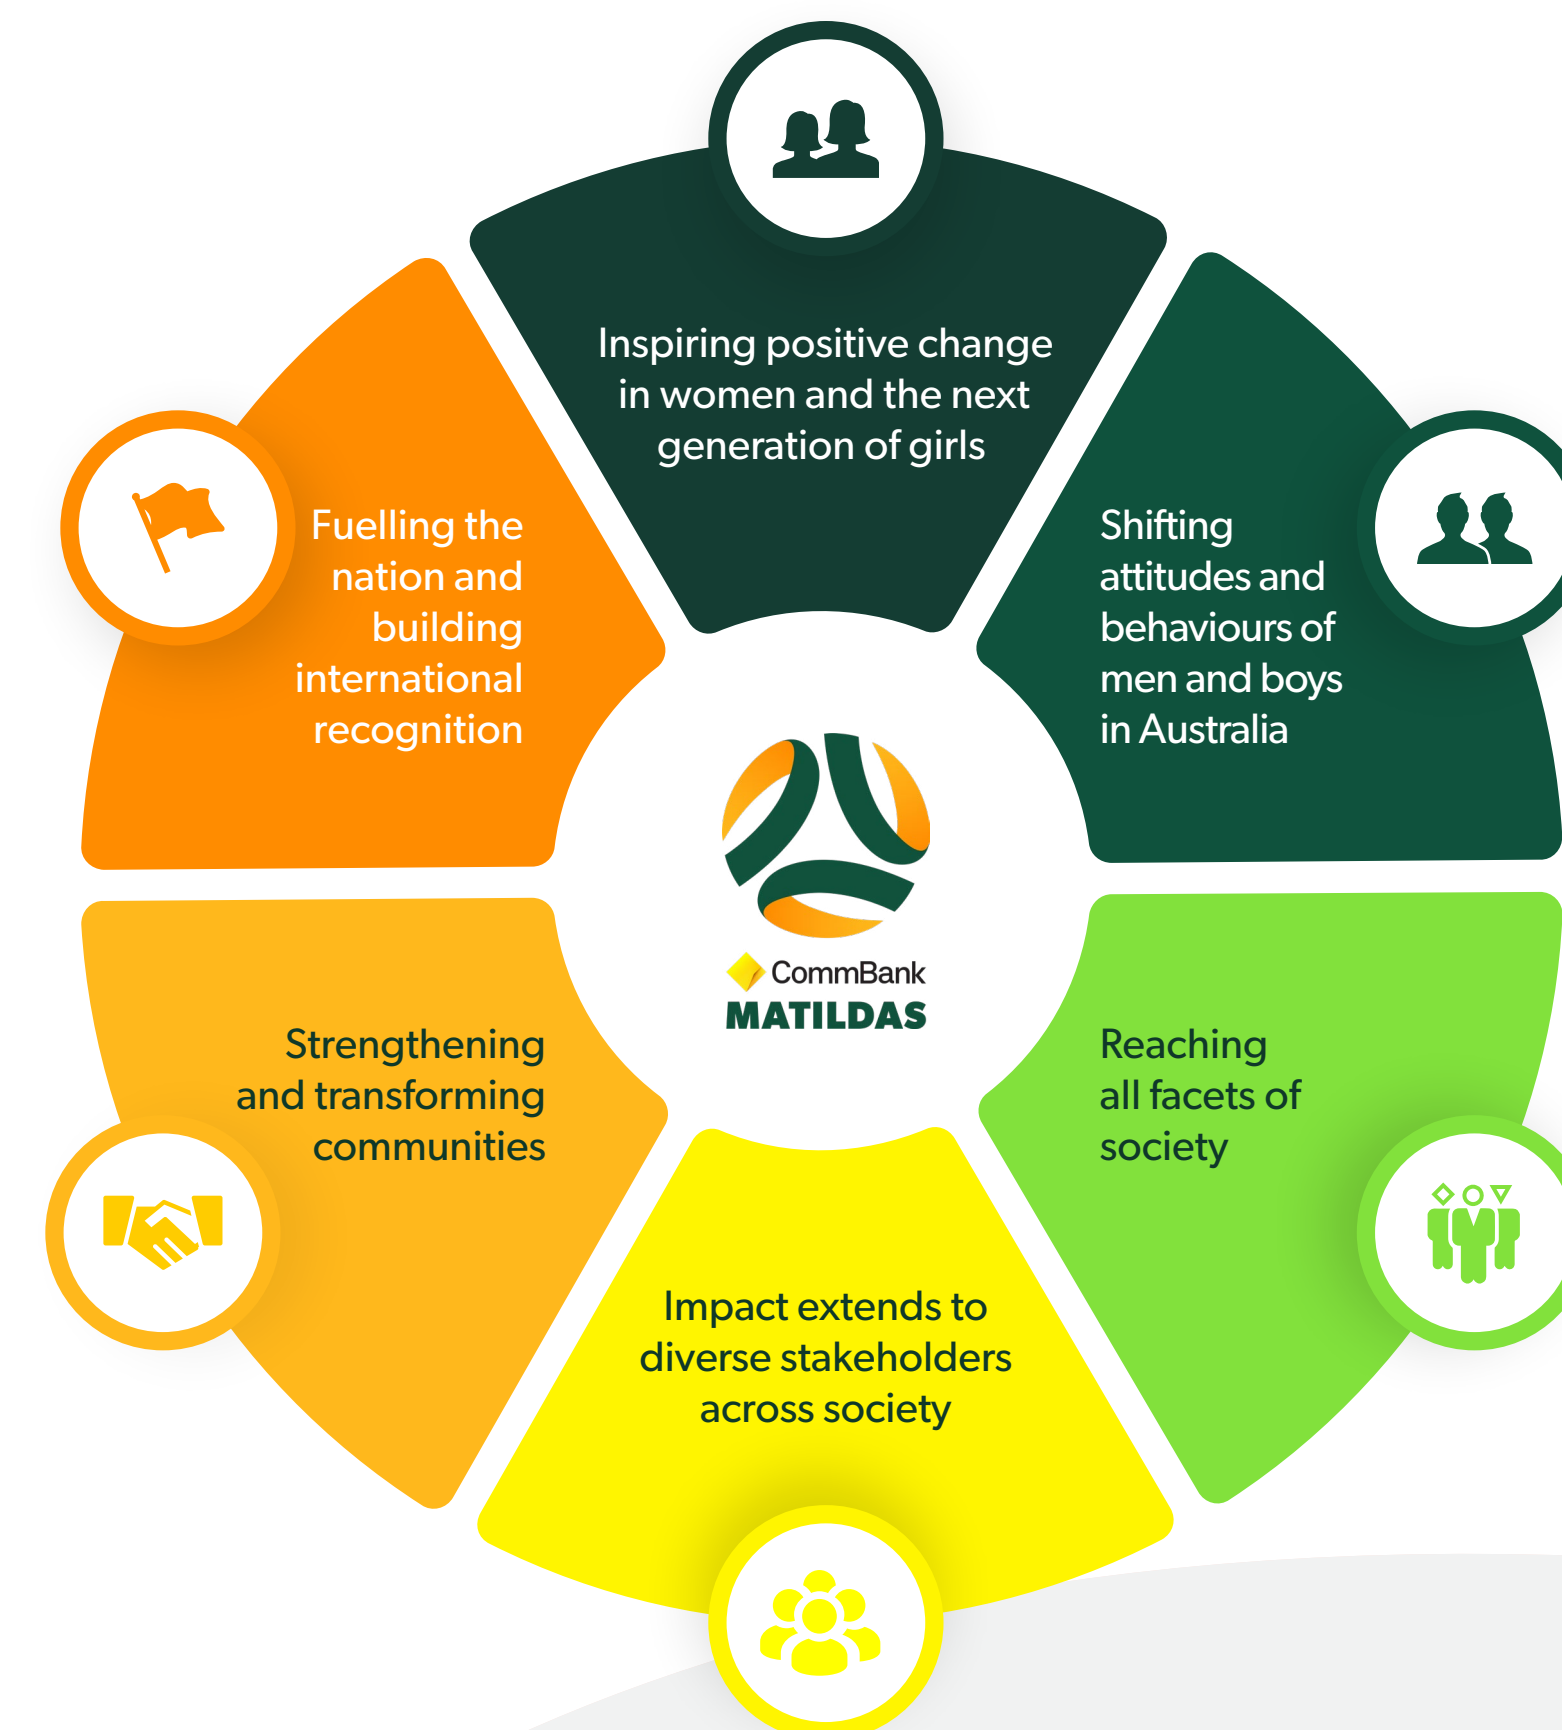 Inspiring positive change
in women and the next
generation of girls
Shifting
attitudes and
behaviours of
men and boys
in Australia
Reaching
all facets of
society
Impact extends to
diverse stakeholders
across society
Strengthening
and transforming
communities
Fuelling the
nation and
building
international
recognition
CommBank
MATILDAS